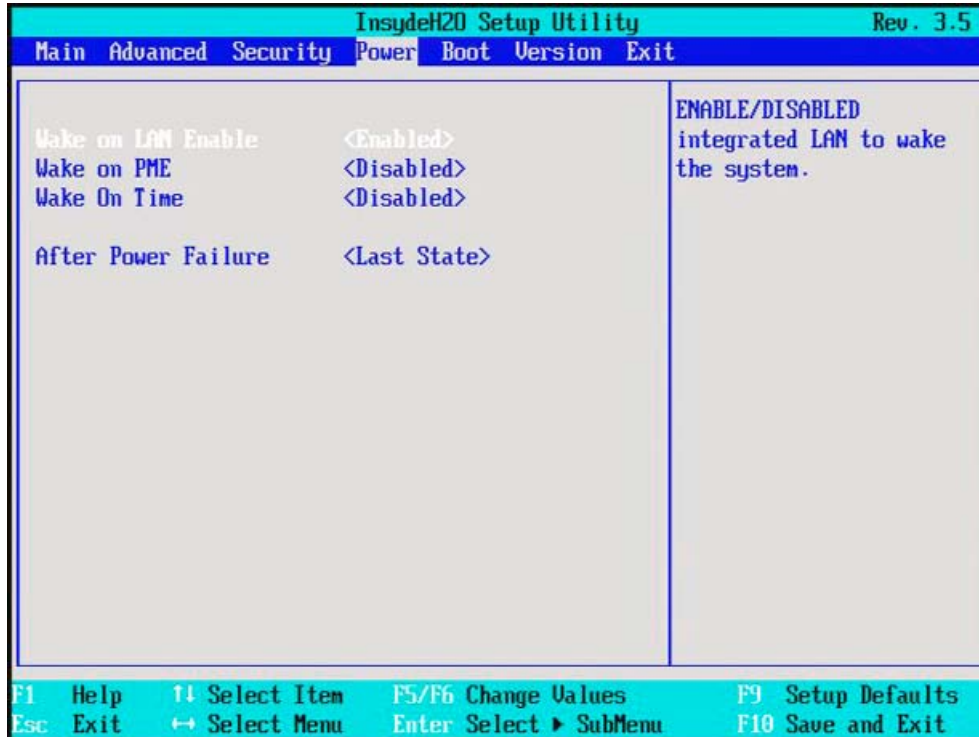 InsydeH2O Setup Utility Rev. 3.5
Main Advanced Security Power Boot Version Exit
Wake on LAN Enable <Enabled>
Wake on PME <Disabled>
Wake On Time <Disabled>
After Power Failure <Last State>
ENABLE/DISABLED
integrated LAN to wake
the system.
F1 Help ↑↓ Select Item F5/F6 Change Values F9 Setup Defaults
Esc Exit ↔ Select Menu Enter Select ▶ SubMenu F10 Save and Exit